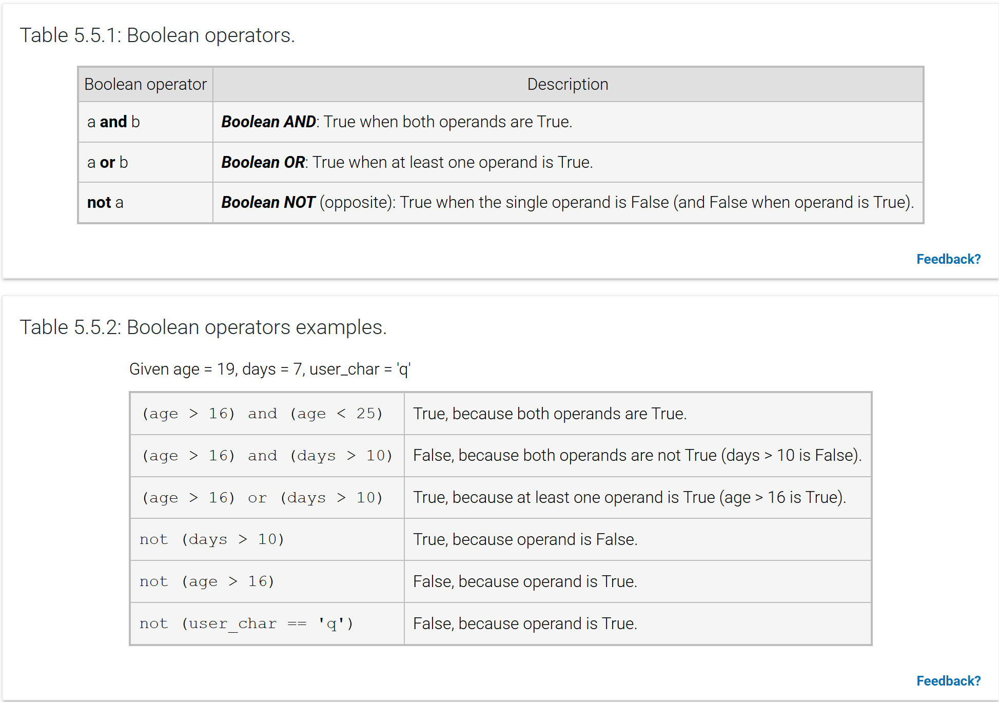 Table 5.5.1: Boolean operators.
Boolean operator Description
a and b Boolean AND: True when both operands are True.
a or b Boolean OR: True when at least one operand is True.
not a Boolean NOT (opposite): True when the single operand is False (and False when operand is True).
Feedback?
Table 5.5.2: Boolean operators examples.
Given age = 19, days = 7, user_char = 'q'
(age > 16) and (age < 25) True, because both operands are True.
(age > 16) and (days > 10) False, because both operands are not True (days > 10 is False).
(age > 16) or (days > 10) True, because at least one operand is True (age > 16 is True).
not (days > 10) True, because operand is False.
not (age > 16) False, because operand is True.
not (user_char == 'q') False, because operand is True.
Feedback?